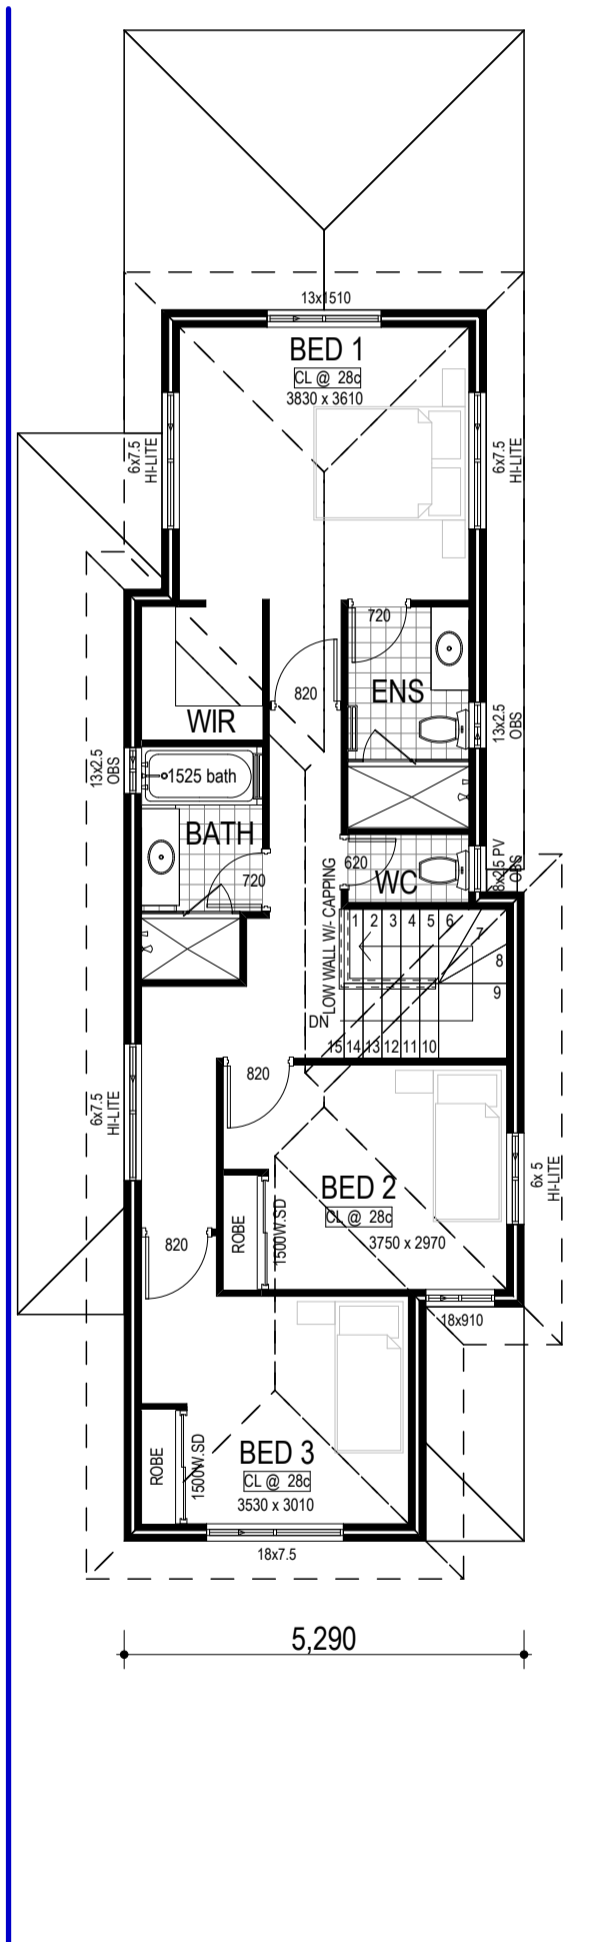 13x1510
BED 1
CL @ 28c
3830 x 3610
6x7.5
HI-LITE
6x7.5
HI-LITE
720
820
ENS
WIR
13x2.5
OBS
13x2.5
OBS
1525 bath
BATH
720
620
WC
8x2.5 PV
OBS
LOW WALL W/- CAPPING
1 2 3 4 5 6
7
8
9
DN
15 14 13 12 11 10
820
6x7.5
HI-LITE
BED 2
CL @ 28c
3750 x 2970
6x 5
HI-LITE
ROBE
1500W.SD
820
18x910
BED 3
CL @ 28c
3530 x 3010
ROBE
1500W.SD
18x7.5
5,290